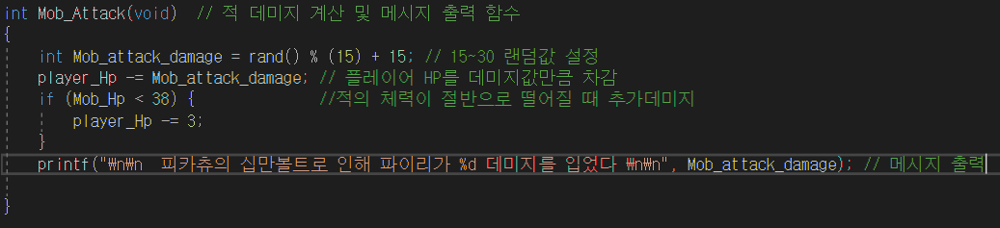 int Mob_Attack(void)  // 적 데미지 계산 및 메시지 출력 함수
{
    int Mob_attack_damage = rand() % (15) + 15; // 15~30 랜덤값 설정
    player_Hp -= Mob_attack_damage; // 플레이어 HP를 데미지값만큼 차감
    if (Mob_Hp < 38) {              //적의 체력이 절반으로 떨어질 때 추가데미지
        player_Hp -= 3;
    }
    printf("₩n₩n  피카츄의 십만볼트로 인해 파이리가 %d 데미지를 입었다 ₩n₩n", Mob_attack_damage); // 메시지 출력
}